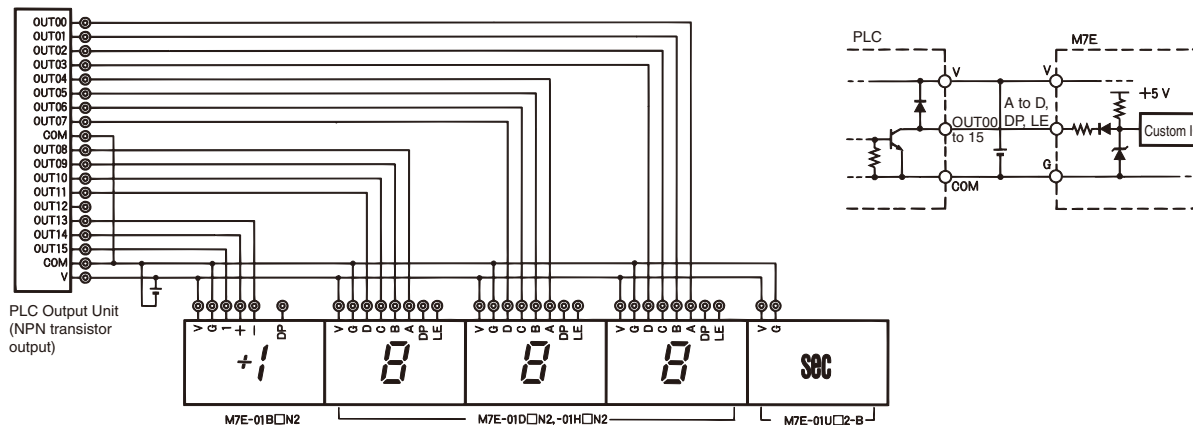 OUT00
OUT01
OUT02
OUT03
OUT04
OUT05
OUT06
OUT07
COM
OUT08
OUT09
OUT10
OUT11
OUT12
OUT13
OUT14
OUT15
COM
V
PLC Output Unit
(NPN transistor
output)
V G 1 + − DP
V G D C B A DP LE
V G D C B A DP LE
V G D C B A DP LE
V G
+1
8
8
8
sec
M7E-01B□N2
M7E-01D□N2,-01H□N2
M7E-01U□2-B
PLC
M7E
V
V
+5 V
A to D,
DP, LE
OUT00
to 15
Custom I
G
COM